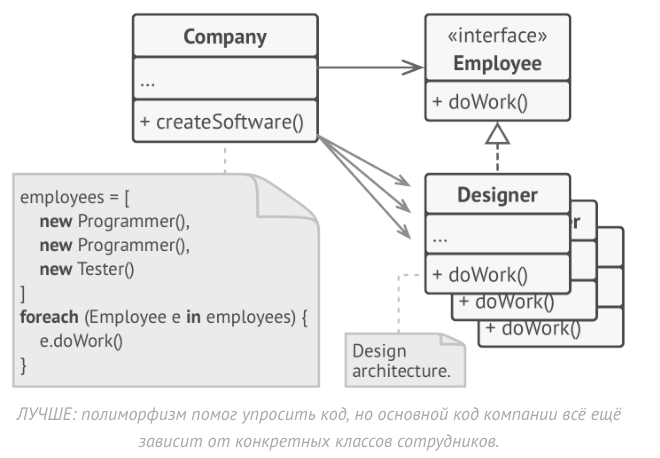 Company
...
+ createSoftware()
«interface»
Employee
+ doWork()
employees = [
new Programmer(),
new Programmer(),
new Tester()
]
foreach (Employee e in employees) {
e.doWork()
}
Designer
...
+ doWork()
r
+ doWork()
+ doWork()
Design
architecture.
ЛУЧШЕ: полиморфизм помог упросить код, но основной код компании всё ещё
зависит от конкретных классов сотрудников.